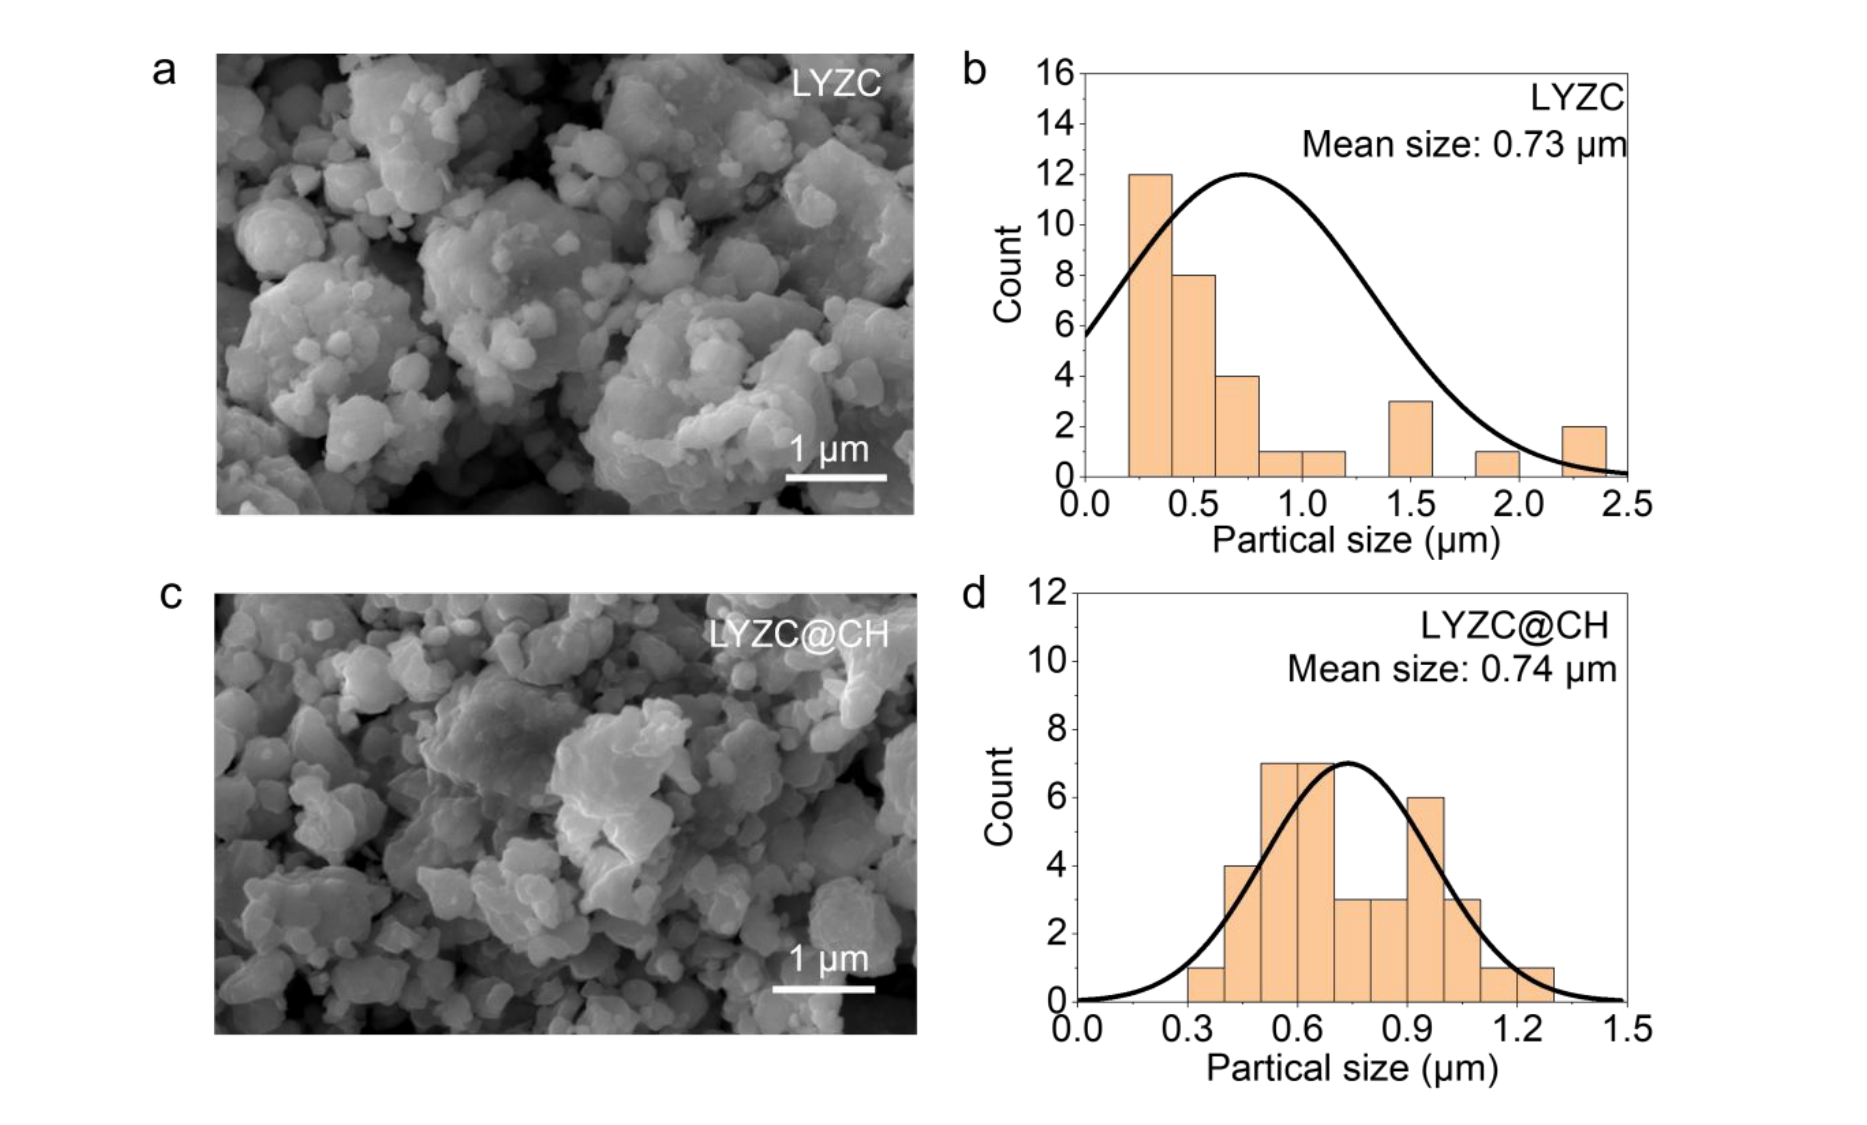 a
LYZC
1 µm
b
LYZC
Mean size: 0.73 µm
16
14
12
10
8
6
4
2
0
Count
0.0 0.5 1.0 1.5 2.0 2.5
Partical size (µm)
c
LYZC@CH
1 µm
d
LYZC@CH
Mean size: 0.74 µm
12
10
8
6
4
2
0
Count
0.0 0.3 0.6 0.9 1.2 1.5
Partical size (µm)